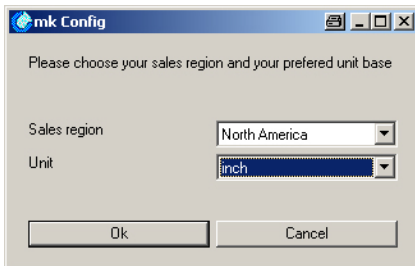 mk Config
Please choose your sales region and your prefered unit base
Sales region
North America
Unit
inch
Ok
Cancel